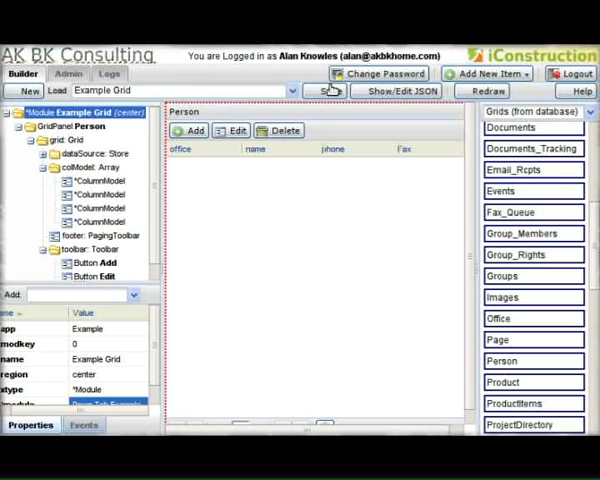 AK BK Consulting
You are Logged in as Alan Knowles (alan@akbkhome.com)
iConstruction
Builder Admin Logs
Change Password Add New Item Logout
New Load Example Grid
Show/Edit JSON Redraw Help
*Module Example Grid (center)
GridPanel Person
grid: Grid
dataSource: Store
colModel: Array
*ColumnModel
*ColumnModel
*ColumnModel
*ColumnModel
footer: PagingToolbar
toolbar: Toolbar
Button Add
Button Edit
Add:
Value
app Example
modkey 0
name Example Grid
region center
xtype *Module
Properties Events
Person
Add Edit Delete
office name phone Fax
Grids (from database)
Documents
Documents_Tracking
Email_Rcpts
Events
Fax_Queue
Group_Members
Group_Rights
Groups
Images
Office
Page
Person
Product
ProductItems
ProjectDirectory